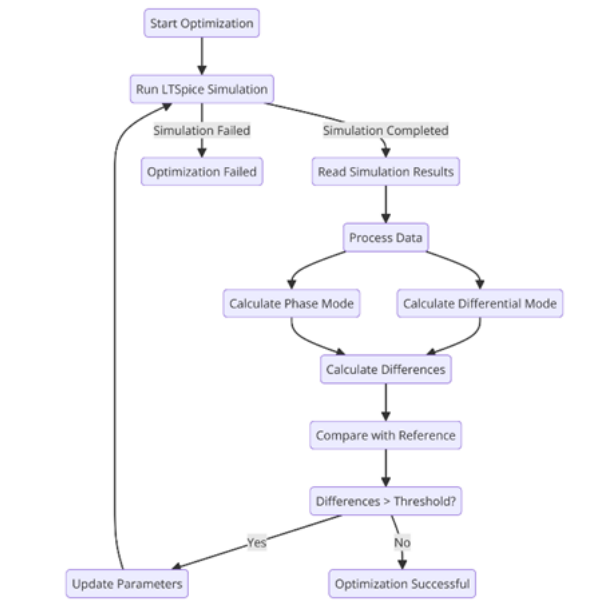 Start Optimization
Run LTSpice Simulation
Simulation Failed
Simulation Completed
Optimization Failed
Read Simulation Results
Process Data
Calculate Phase Mode
Calculate Differential Mode
Calculate Differences
Compare with Reference
Differences > Threshold?
Yes
No
Update Parameters
Optimization Successful